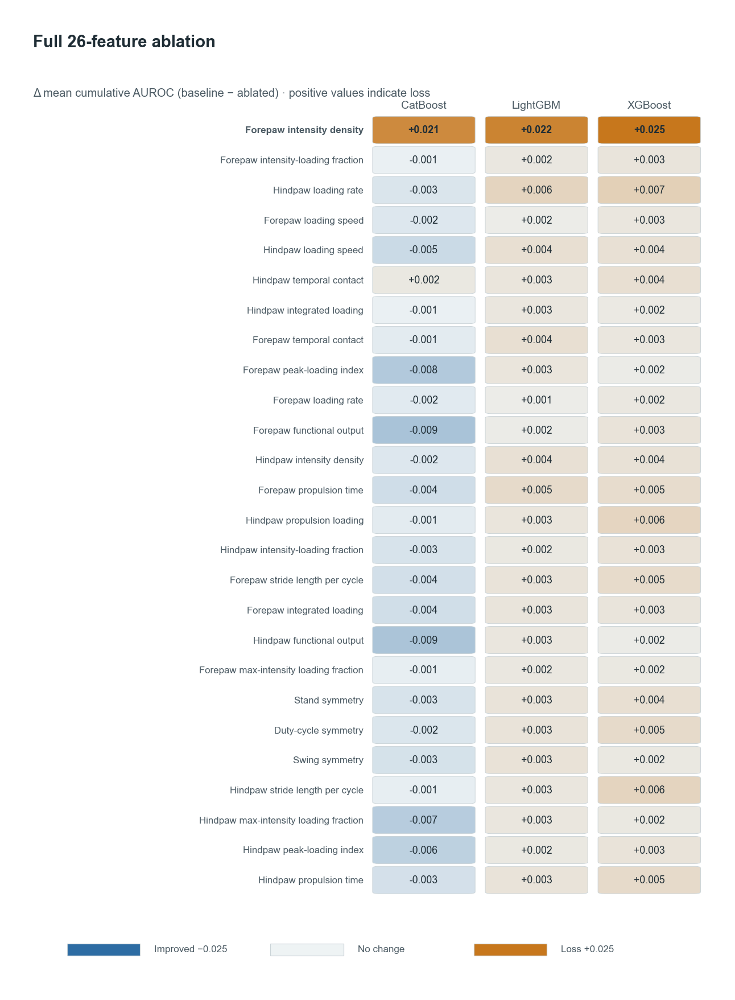 Full 26-feature ablation
Δ mean cumulative AUROC (baseline − ablated) · positive values indicate loss
CatBoost LightGBM XGBoost
Forepaw intensity density +0.021 +0.022 +0.025
Forepaw intensity-loading fraction -0.001 +0.002 +0.003
Hindpaw loading rate -0.003 +0.006 +0.007
Forepaw loading speed -0.002 +0.002 +0.003
Hindpaw loading speed -0.005 +0.004 +0.004
Hindpaw temporal contact +0.002 +0.003 +0.004
Hindpaw integrated loading -0.001 +0.003 +0.002
Forepaw temporal contact -0.001 +0.004 +0.003
Forepaw peak-loading index -0.008 +0.003 +0.002
Forepaw loading rate -0.002 +0.001 +0.002
Forepaw functional output -0.009 +0.002 +0.003
Hindpaw intensity density -0.002 +0.004 +0.004
Forepaw propulsion time -0.004 +0.005 +0.005
Hindpaw propulsion loading -0.001 +0.003 +0.006
Hindpaw intensity-loading fraction -0.003 +0.002 +0.003
Forepaw stride length per cycle -0.004 +0.003 +0.005
Forepaw integrated loading -0.004 +0.003 +0.003
Hindpaw functional output -0.009 +0.003 +0.002
Forepaw max-intensity loading fraction -0.001 +0.002 +0.002
Stand symmetry -0.003 +0.003 +0.004
Duty-cycle symmetry -0.002 +0.003 +0.005
Swing symmetry -0.003 +0.003 +0.002
Hindpaw stride length per cycle -0.001 +0.003 +0.006
Hindpaw max-intensity loading fraction -0.007 +0.003 +0.002
Hindpaw peak-loading index -0.006 +0.002 +0.003
Hindpaw propulsion time -0.003 +0.003 +0.005
Improved −0.025 No change Loss +0.025